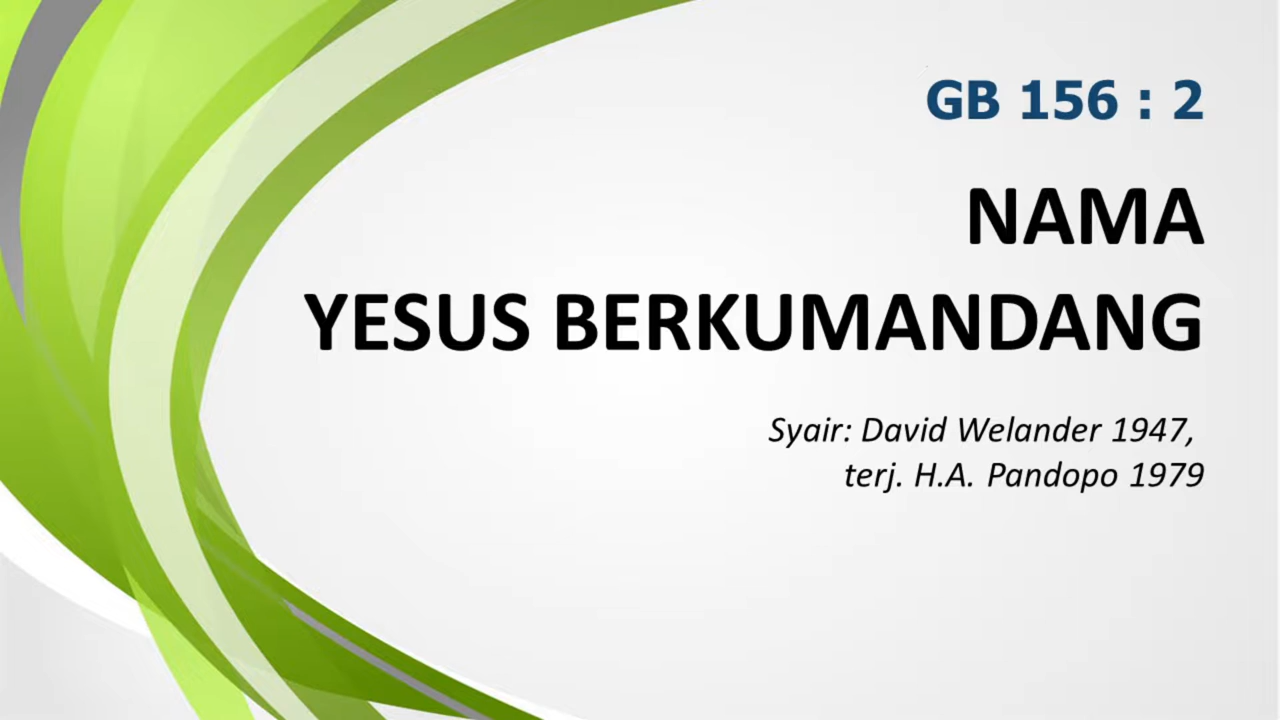 GB 156 : 2
NAMA
YESUS BERKUMANDANG
Syair: David Welander 1947,
terj. H.A. Pandopo 1979